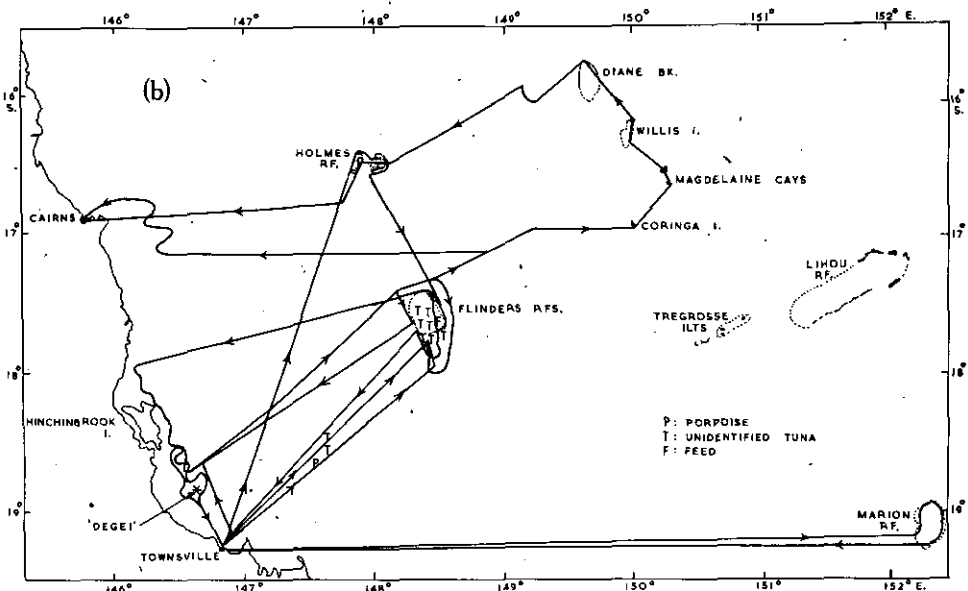 146° 147° 148° 149° 150° 151° 152° E.
(b)
DIANE BK.
16°
S.
16°
S.
WILLIS I.
HOLMES
RF.
MAGDELAINE CAYS
CAIRNS
17°
17°
CORINGA I.
LIHOU
RF.
FLINDERS RFS.
T T
T F
T T T
T
TREGROSSE
ILTS
18°
18°
HINCHINBROOK
I.
P: PORPOISE
T: UNIDENTIFIED TUNA
F: FEED
T
T
P
'DEGEI'
19°
19°
MARION
RF.
TOWNSVILLE
146° 147° 148° 149° 150° 151° 152° E.